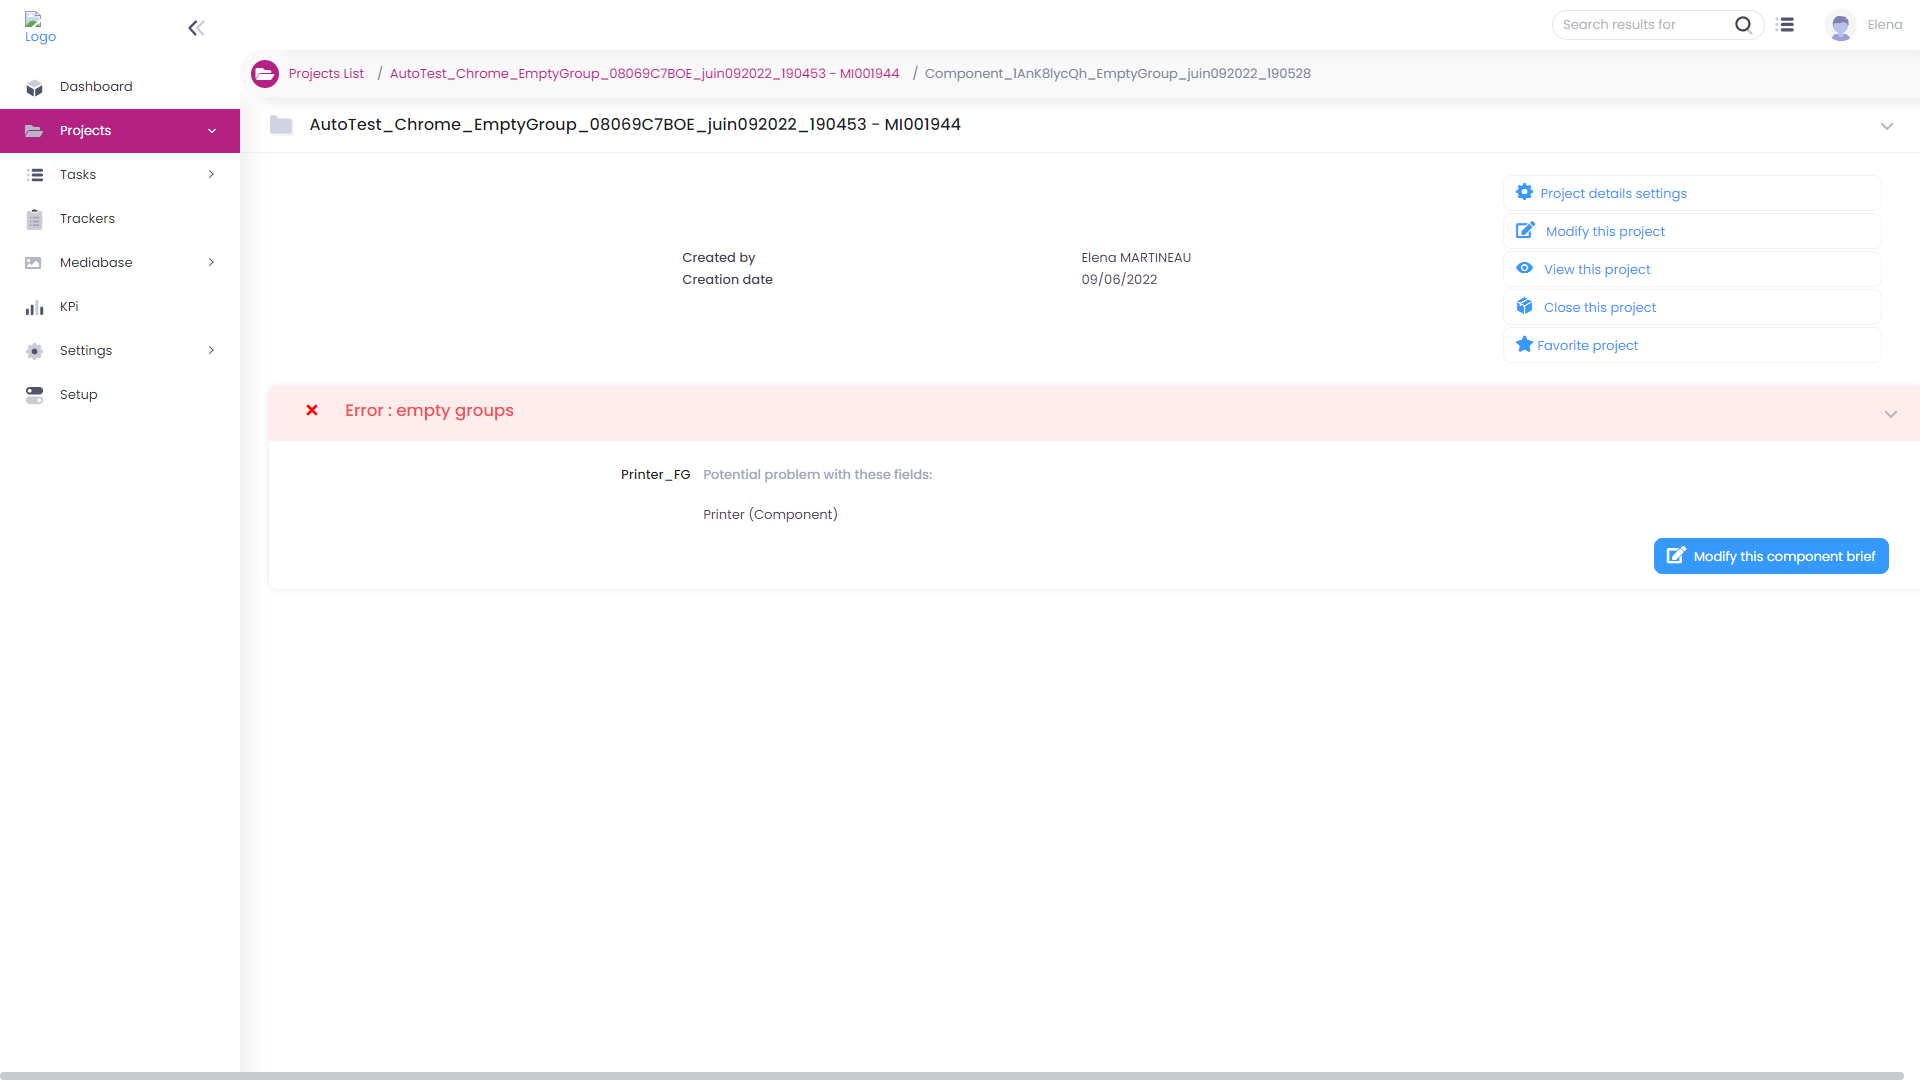 Logo
Search results for
Elena
Dashboard
Projects
Tasks
Trackers
Mediabase
KPi
Settings
Setup
Projects List / AutoTest_Chrome_EmptyGroup_08069C7BOE_juin092022_190453 - MI001944 / Component_1AnK8lycQh_EmptyGroup_juin092022_190528
AutoTest_Chrome_EmptyGroup_08069C7BOE_juin092022_190453 - MI001944
Created by Elena MARTINEAU
Creation date 09/06/2022
Project details settings
Modify this project
View this project
Close this project
Favorite project
Error : empty groups
Printer_FG Potential problem with these fields:
Printer (Component)
Modify this component brief